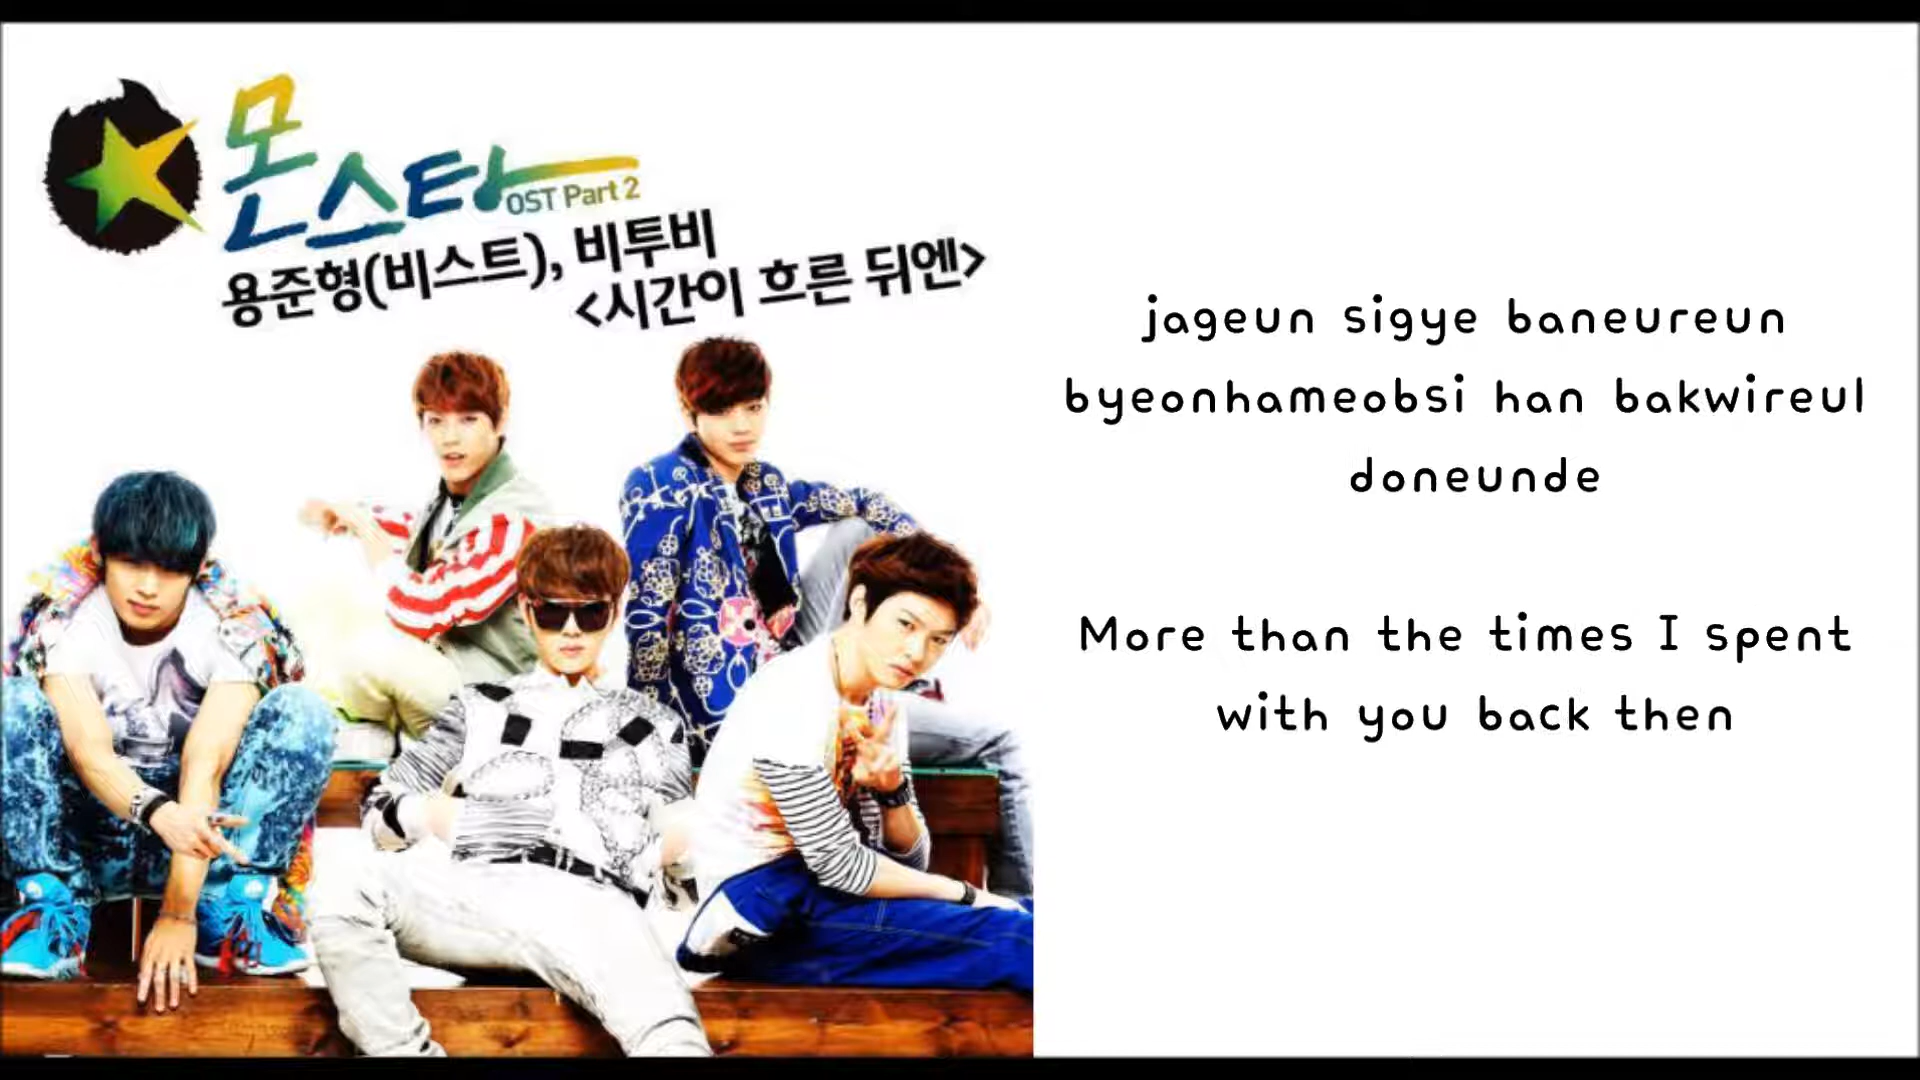 몬스타
OST Part 2
용준형(비스트), 비투비
<시간이 흐른 뒤엔>
jageun sigye baneureun
byeonhameobsi han bakwireul
doneunde
More than the times I spent
with you back then